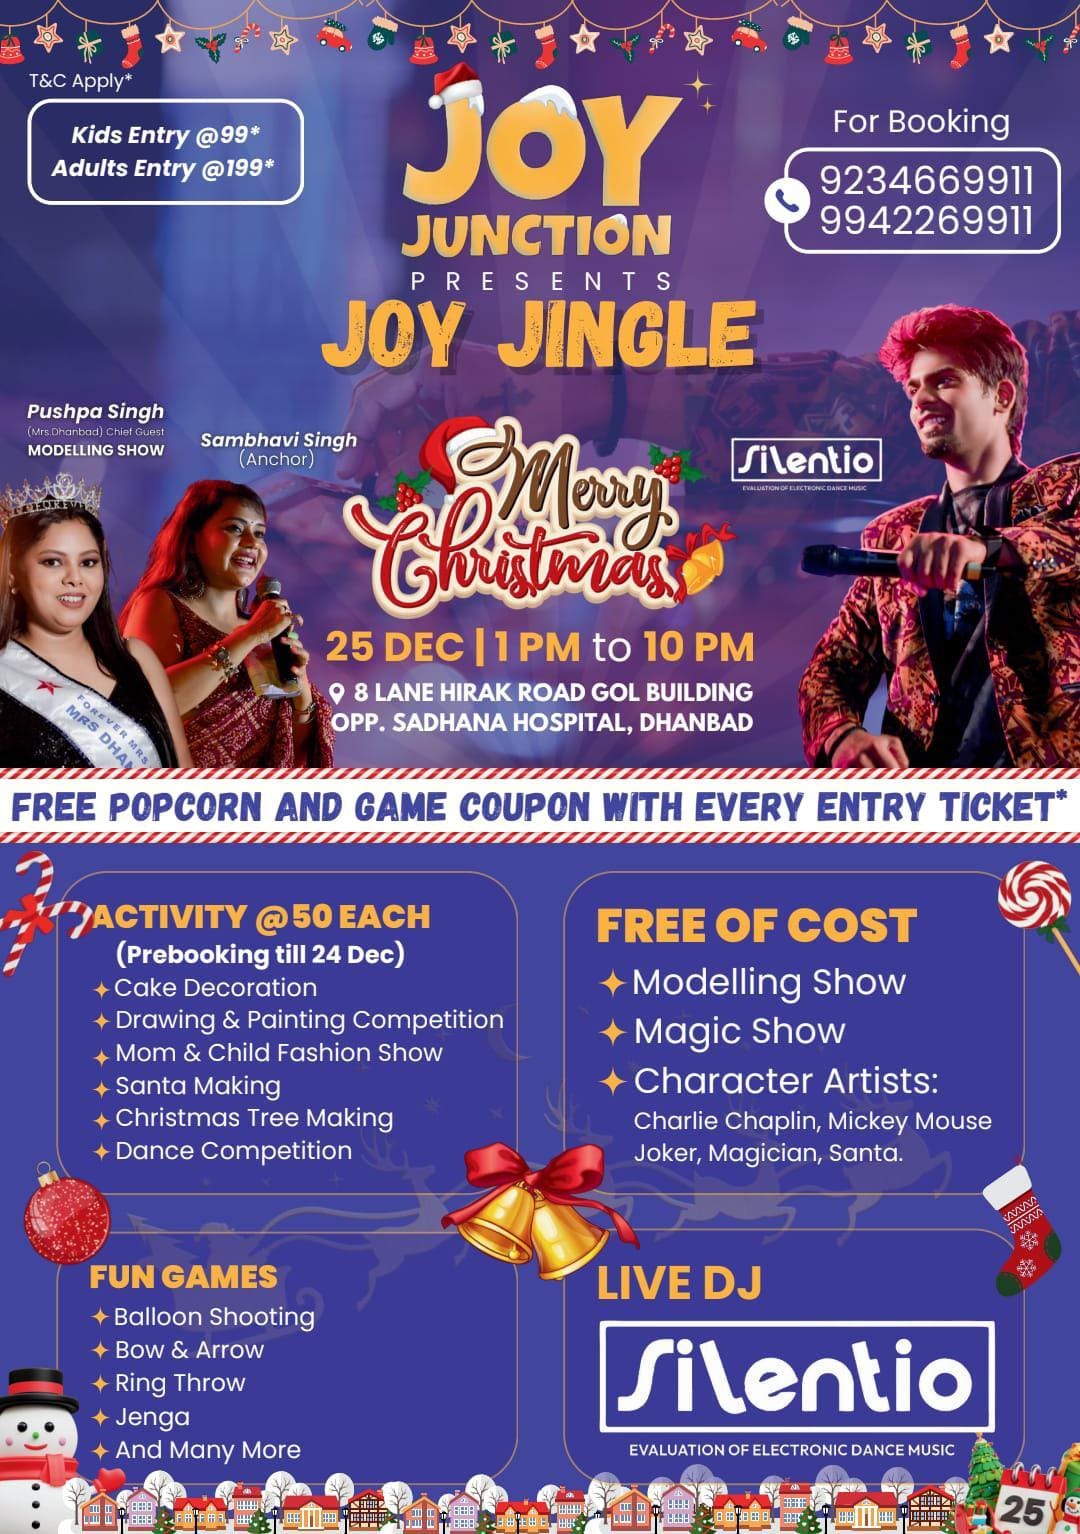 T&C Apply*
Kids Entry @99*
Adults Entry @199*
JOY
JUNCTION
PRESENTS
JOY JINGLE
For Booking
9234669911
9942269911
Pushpa Singh
(Mrs.Dhanbad) Chief Guest
MODELLING SHOW
Sambhavi Singh
(Anchor)
Silentio
EVALUATION OF ELECTRONIC DANCE MUSIC
Merry
Christmas
FOREVER MRS
MRS DHAN
25 DEC | 1 PM to 10 PM
8 LANE HIRAK ROAD GOL BUILDING
OPP. SADHANA HOSPITAL, DHANBAD
FREE POPCORN AND GAME COUPON WITH EVERY ENTRY TICKET*
ACTIVITY @50 EACH
(Prebooking till 24 Dec)
Cake Decoration
Drawing & Painting Competition
Mom & Child Fashion Show
Santa Making
Christmas Tree Making
Dance Competition
FREE OF COST
Modelling Show
Magic Show
Character Artists:
Charlie Chaplin, Mickey Mouse
Joker, Magician, Santa.
FUN GAMES
Balloon Shooting
Bow & Arrow
Ring Throw
Jenga
And Many More
LIVE DJ
Silentio
EVALUATION OF ELECTRONIC DANCE MUSIC
25